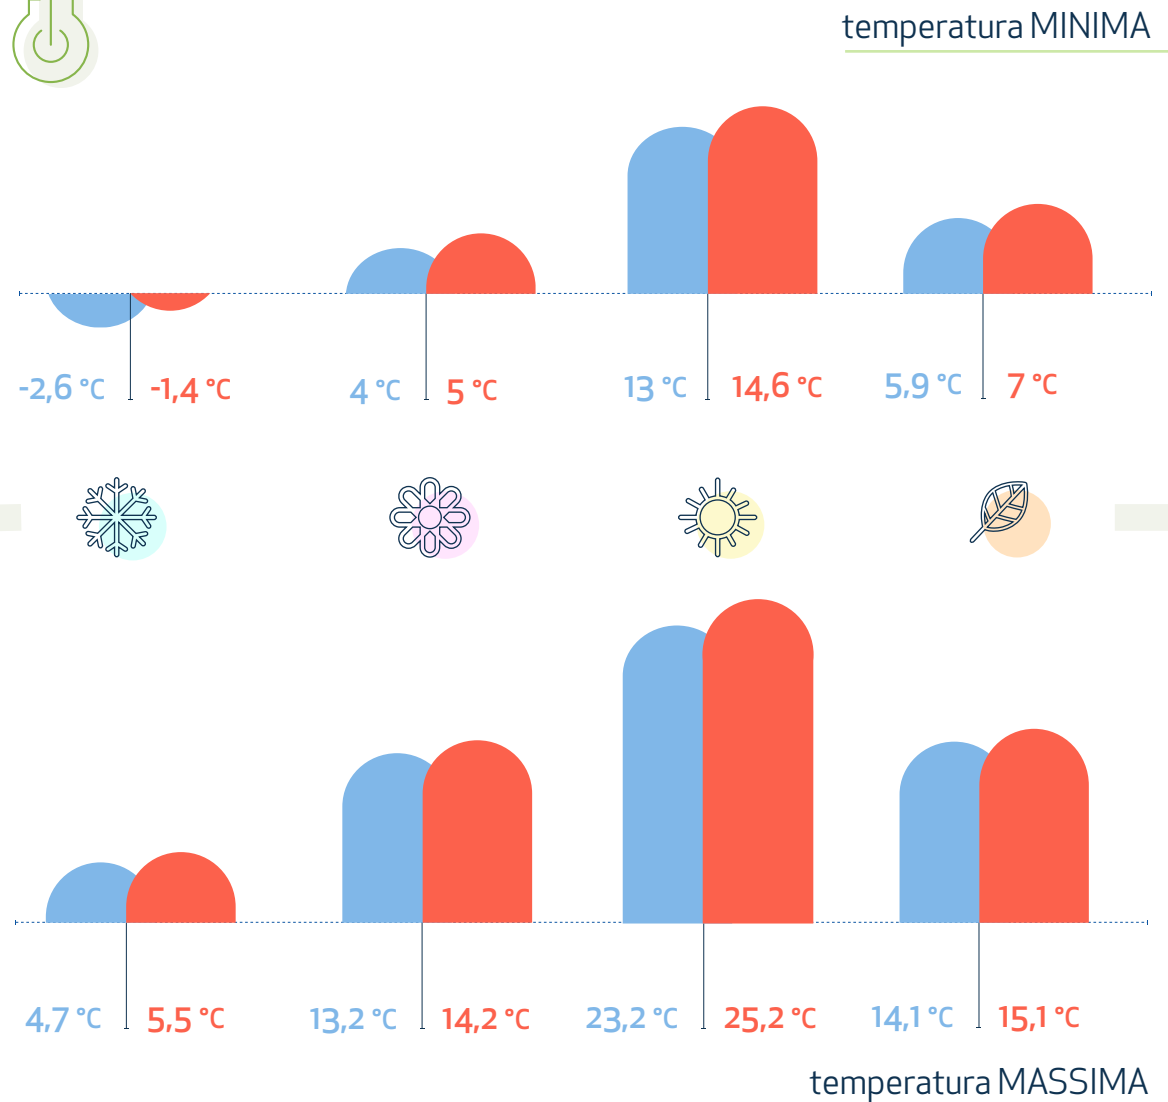 temperatura MINIMA
-2,6 °C -1,4 °C 4 °C 5 °C 13 °C 14,6 °C 5,9 °C 7 °C
4,7 °C 5,5 °C 13,2 °C 14,2 °C 23,2 °C 25,2 °C 14,1 °C 15,1 °C
temperatura MASSIMA